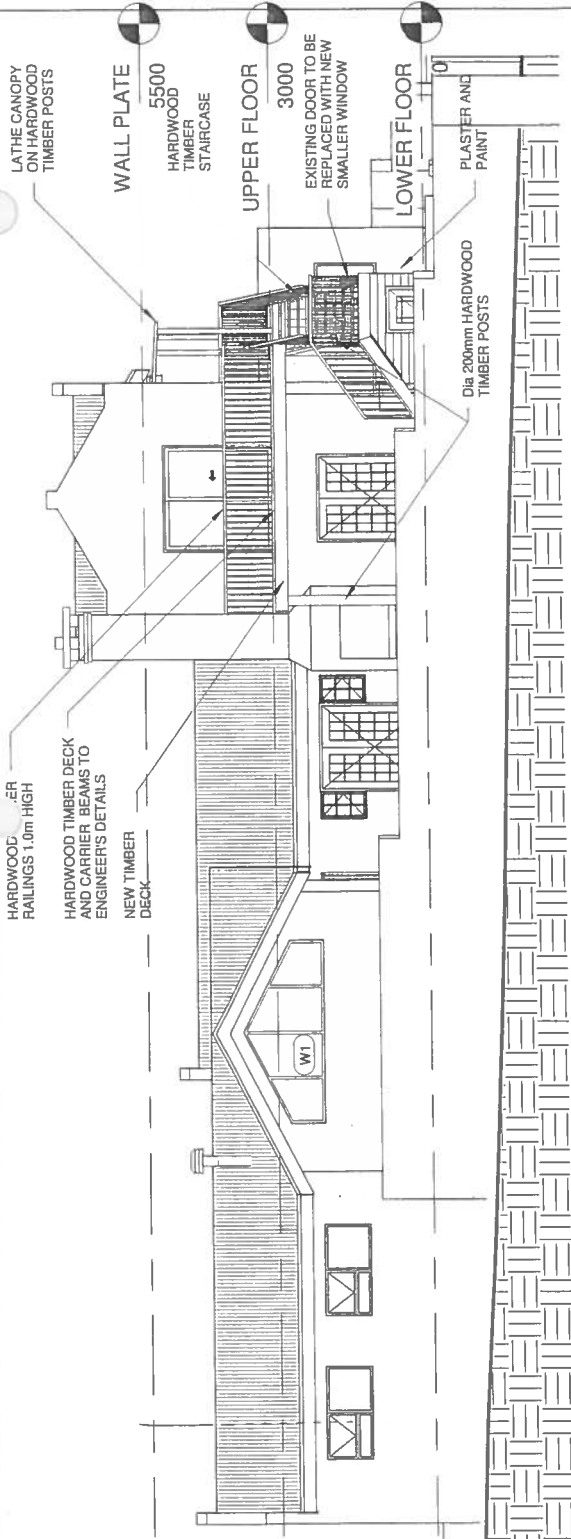 HARDWOOD
RAILINGS 1.0m HIGH
HARDWOOD TIMBER DECK
AND CARRIER BEAMS TO
ENGINEER'S DETAILS
NEW TIMBER
DECK
W1
LATHE CANOPY
ON HARDWOOD
TIMBER POSTS
WALL PLATE
5500
HARDWOOD
TIMBER
STAIRCASE
UPPER FLOOR
3000
EXISTING DOOR TO BE
REPLACED WITH NEW
SMALLER WINDOW
LOWER FLOOR
PLASTER AND
PAINT
Dia 200mm HARDWOOD
TIMBER POSTS